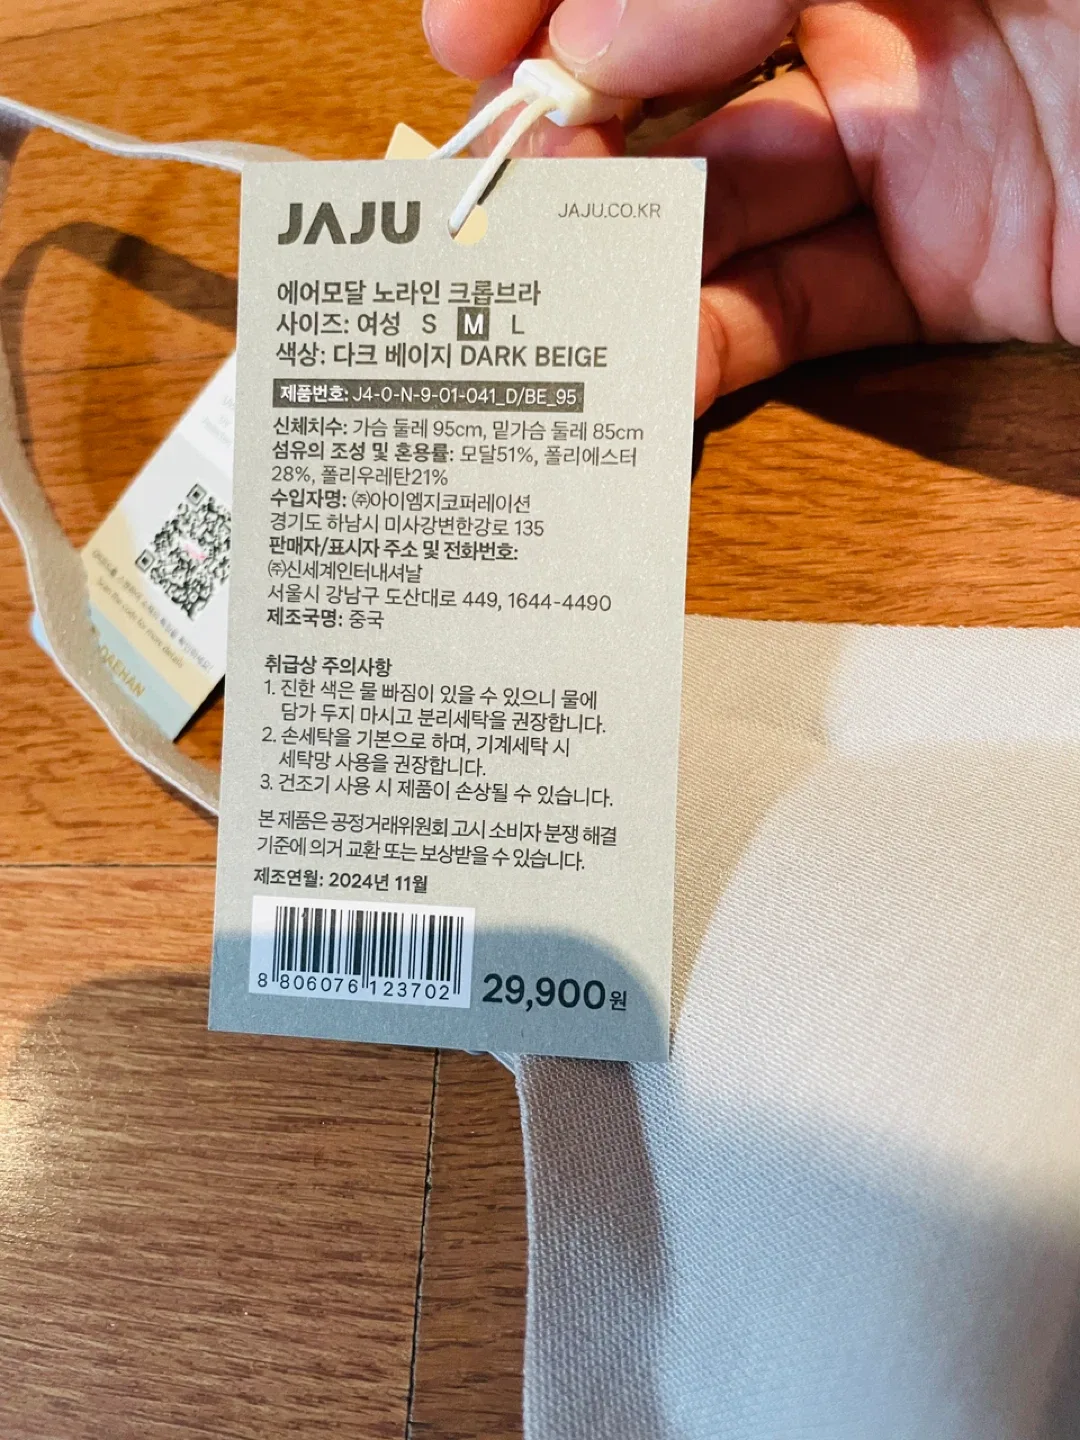 JAJU
JAJU.CO.KR
에어모달 노라인 크롭브라
사이즈: 여성 S M L
색상: 다크 베이지 DARK BEIGE
제품번호: J4-0-N-9-01-041_D/BE_95
신체치수: 가슴 둘레 95cm, 밑가슴 둘레 85cm
섬유의 조성 및 혼용률: 모달51%, 폴리에스터
28%, 폴리우레탄21%
수입자명: ㈜아이엠지코퍼레이션
경기도 하남시 미사강변한강로 135
판매자/표시자 주소 및 전화번호:
㈜신세계인터내셔날
서울시 강남구 도산대로 449, 1644-4490
제조국명: 중국
취급상 주의사항
1. 진한 색은 물 빠짐이 있을 수 있으니 물에
담가 두지 마시고 분리세탁을 권장합니다.
2. 손세탁을 기본으로 하며, 기계세탁 시
세탁망 사용을 권장합니다.
3. 건조기 사용 시 제품이 손상될 수 있습니다.
본 제품은 공정거래위원회 고시 소비자 분쟁 해결
기준에 의거 교환 또는 보상받을 수 있습니다.
제조연월: 2024년 11월
8 806076 123702
29,900원
Scan the code for more details
DAEHAN